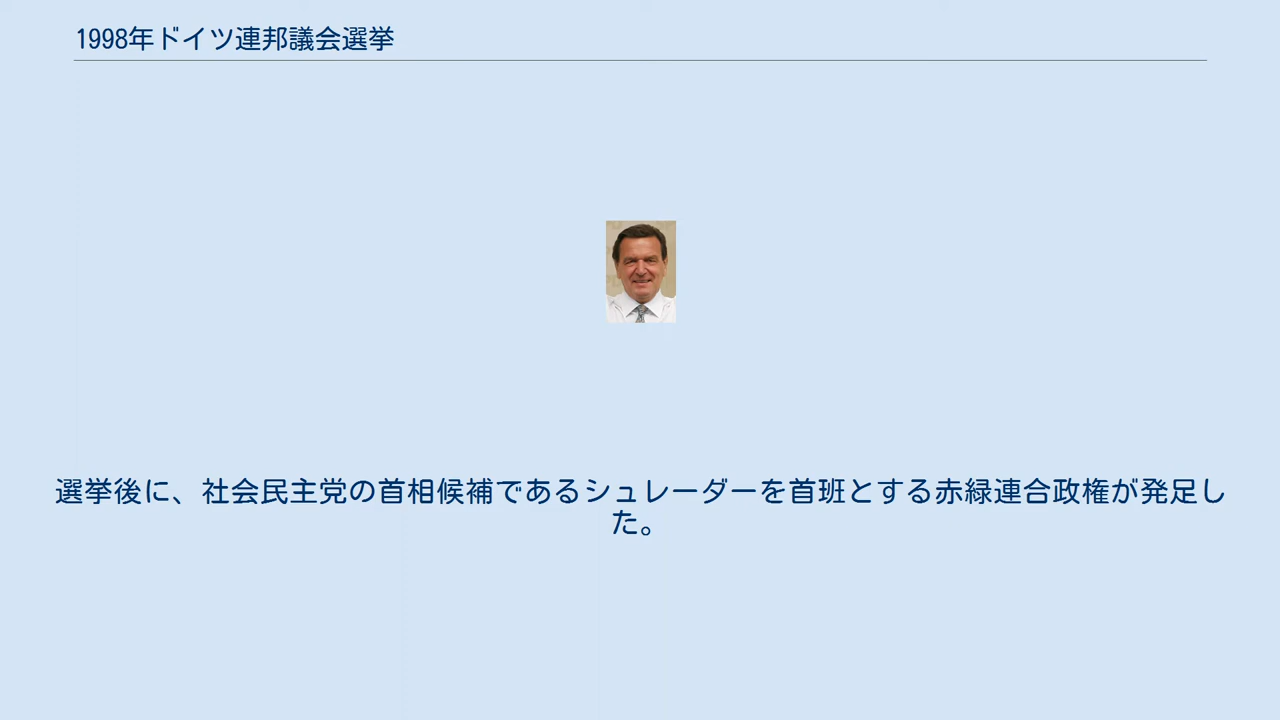 1998年ドイツ連邦議会選挙
選挙後に、社会民主党の首相候補であるシュレーダーを首班とする赤緑連合政権が発足し
た。